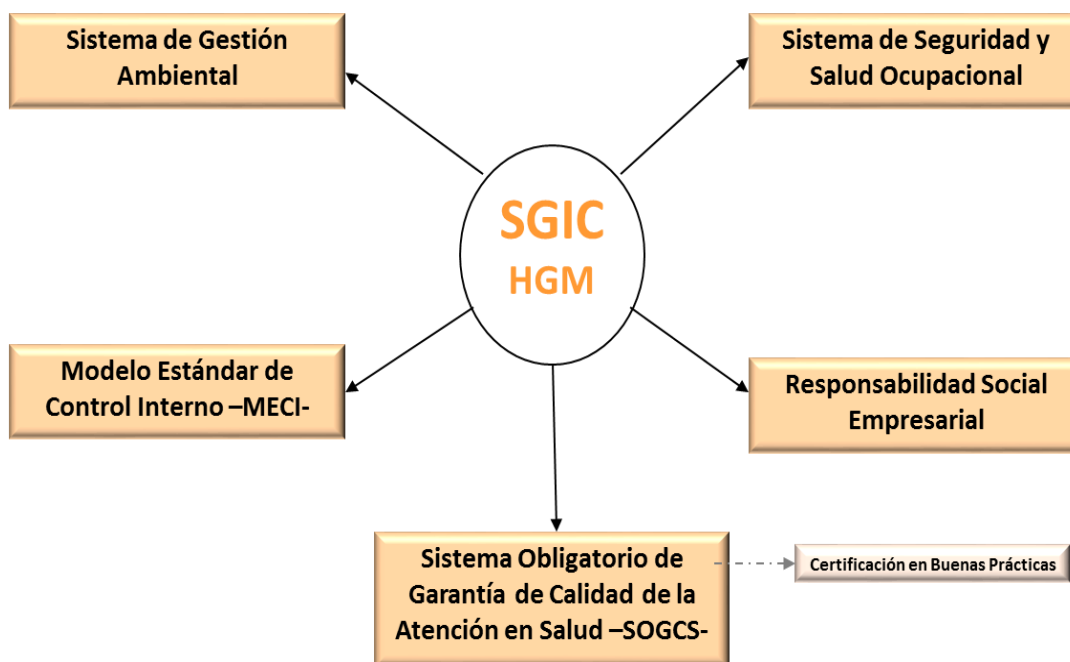 Sistema de Gestión
Ambiental
Sistema de Seguridad y
Salud Ocupacional
SGIC
HGM
Modelo Estándar de
Control Interno –MECI-
Responsabilidad Social
Empresarial
Sistema Obligatorio de
Garantía de Calidad de la
Atención en Salud –SOGCS-
Certificación en Buenas Prácticas